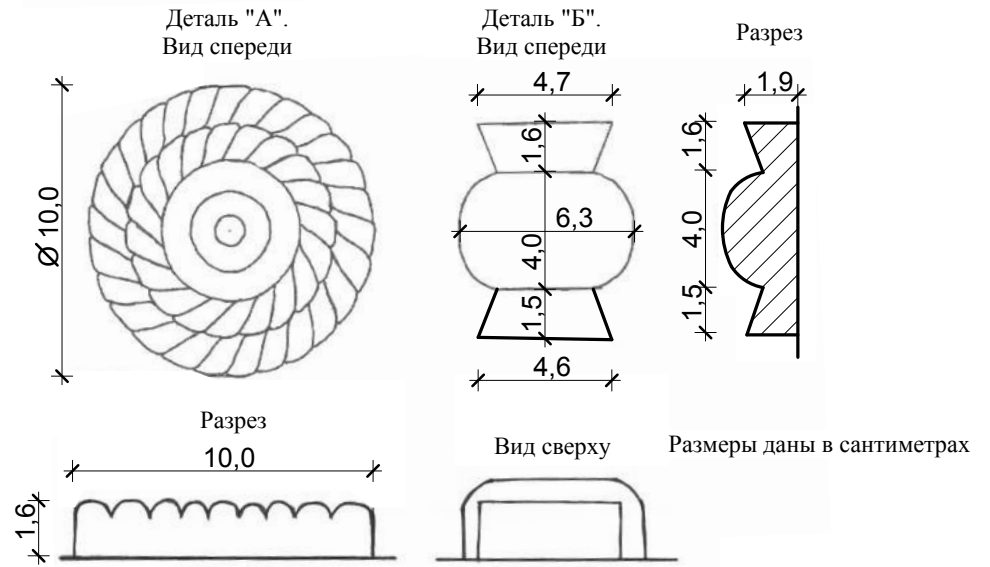 Деталь "А".
Вид спереди
Ø 10,0
Деталь "Б".
Вид спереди
4,7
1,6
6,3
4,0
1,5
4,6
Разрез
1,9
1,6
4,0
1,5
Разрез
10,0
1,6
Вид сверху
Размеры даны в сантиметрах